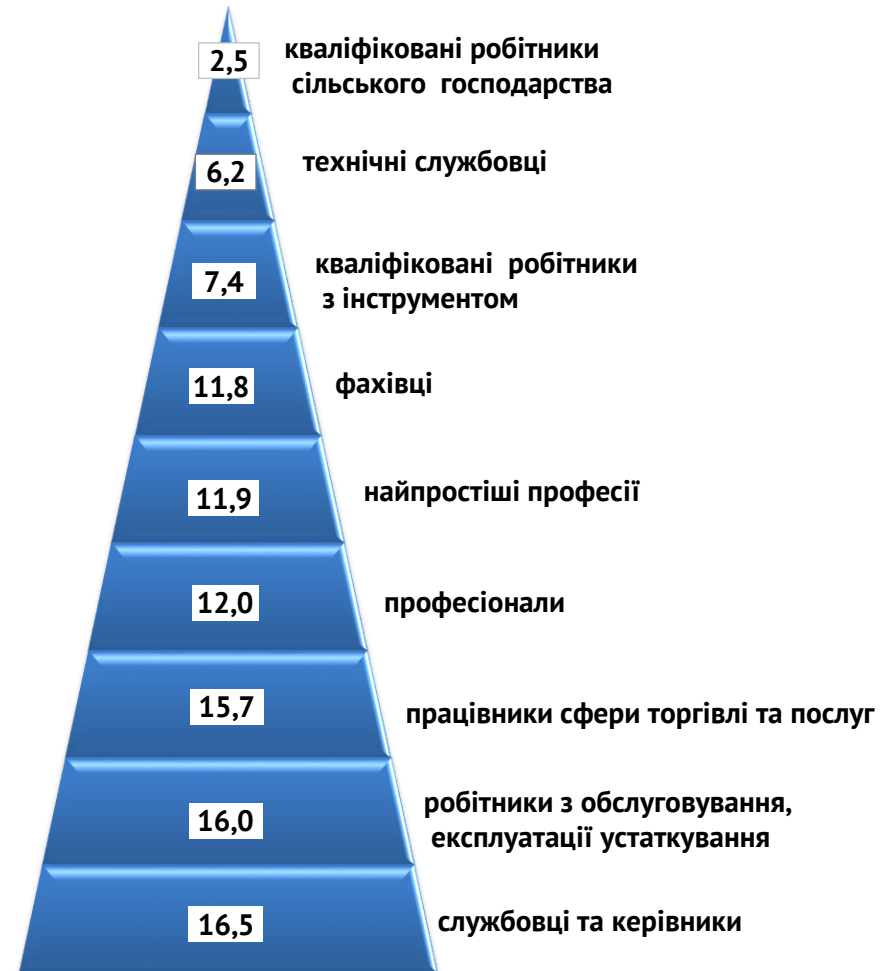 2,5
кваліфіковані робітники
сільського господарства
6,2
технічні службовці
7,4
кваліфіковані робітники
з інструментом
11,8
фахівці
11,9
найпростіші професії
12,0
професіонали
15,7
працівники сфери торгівлі та послуг
16,0
робітники з обслуговування,
експлуатації устаткування
16,5
службовці та керівники